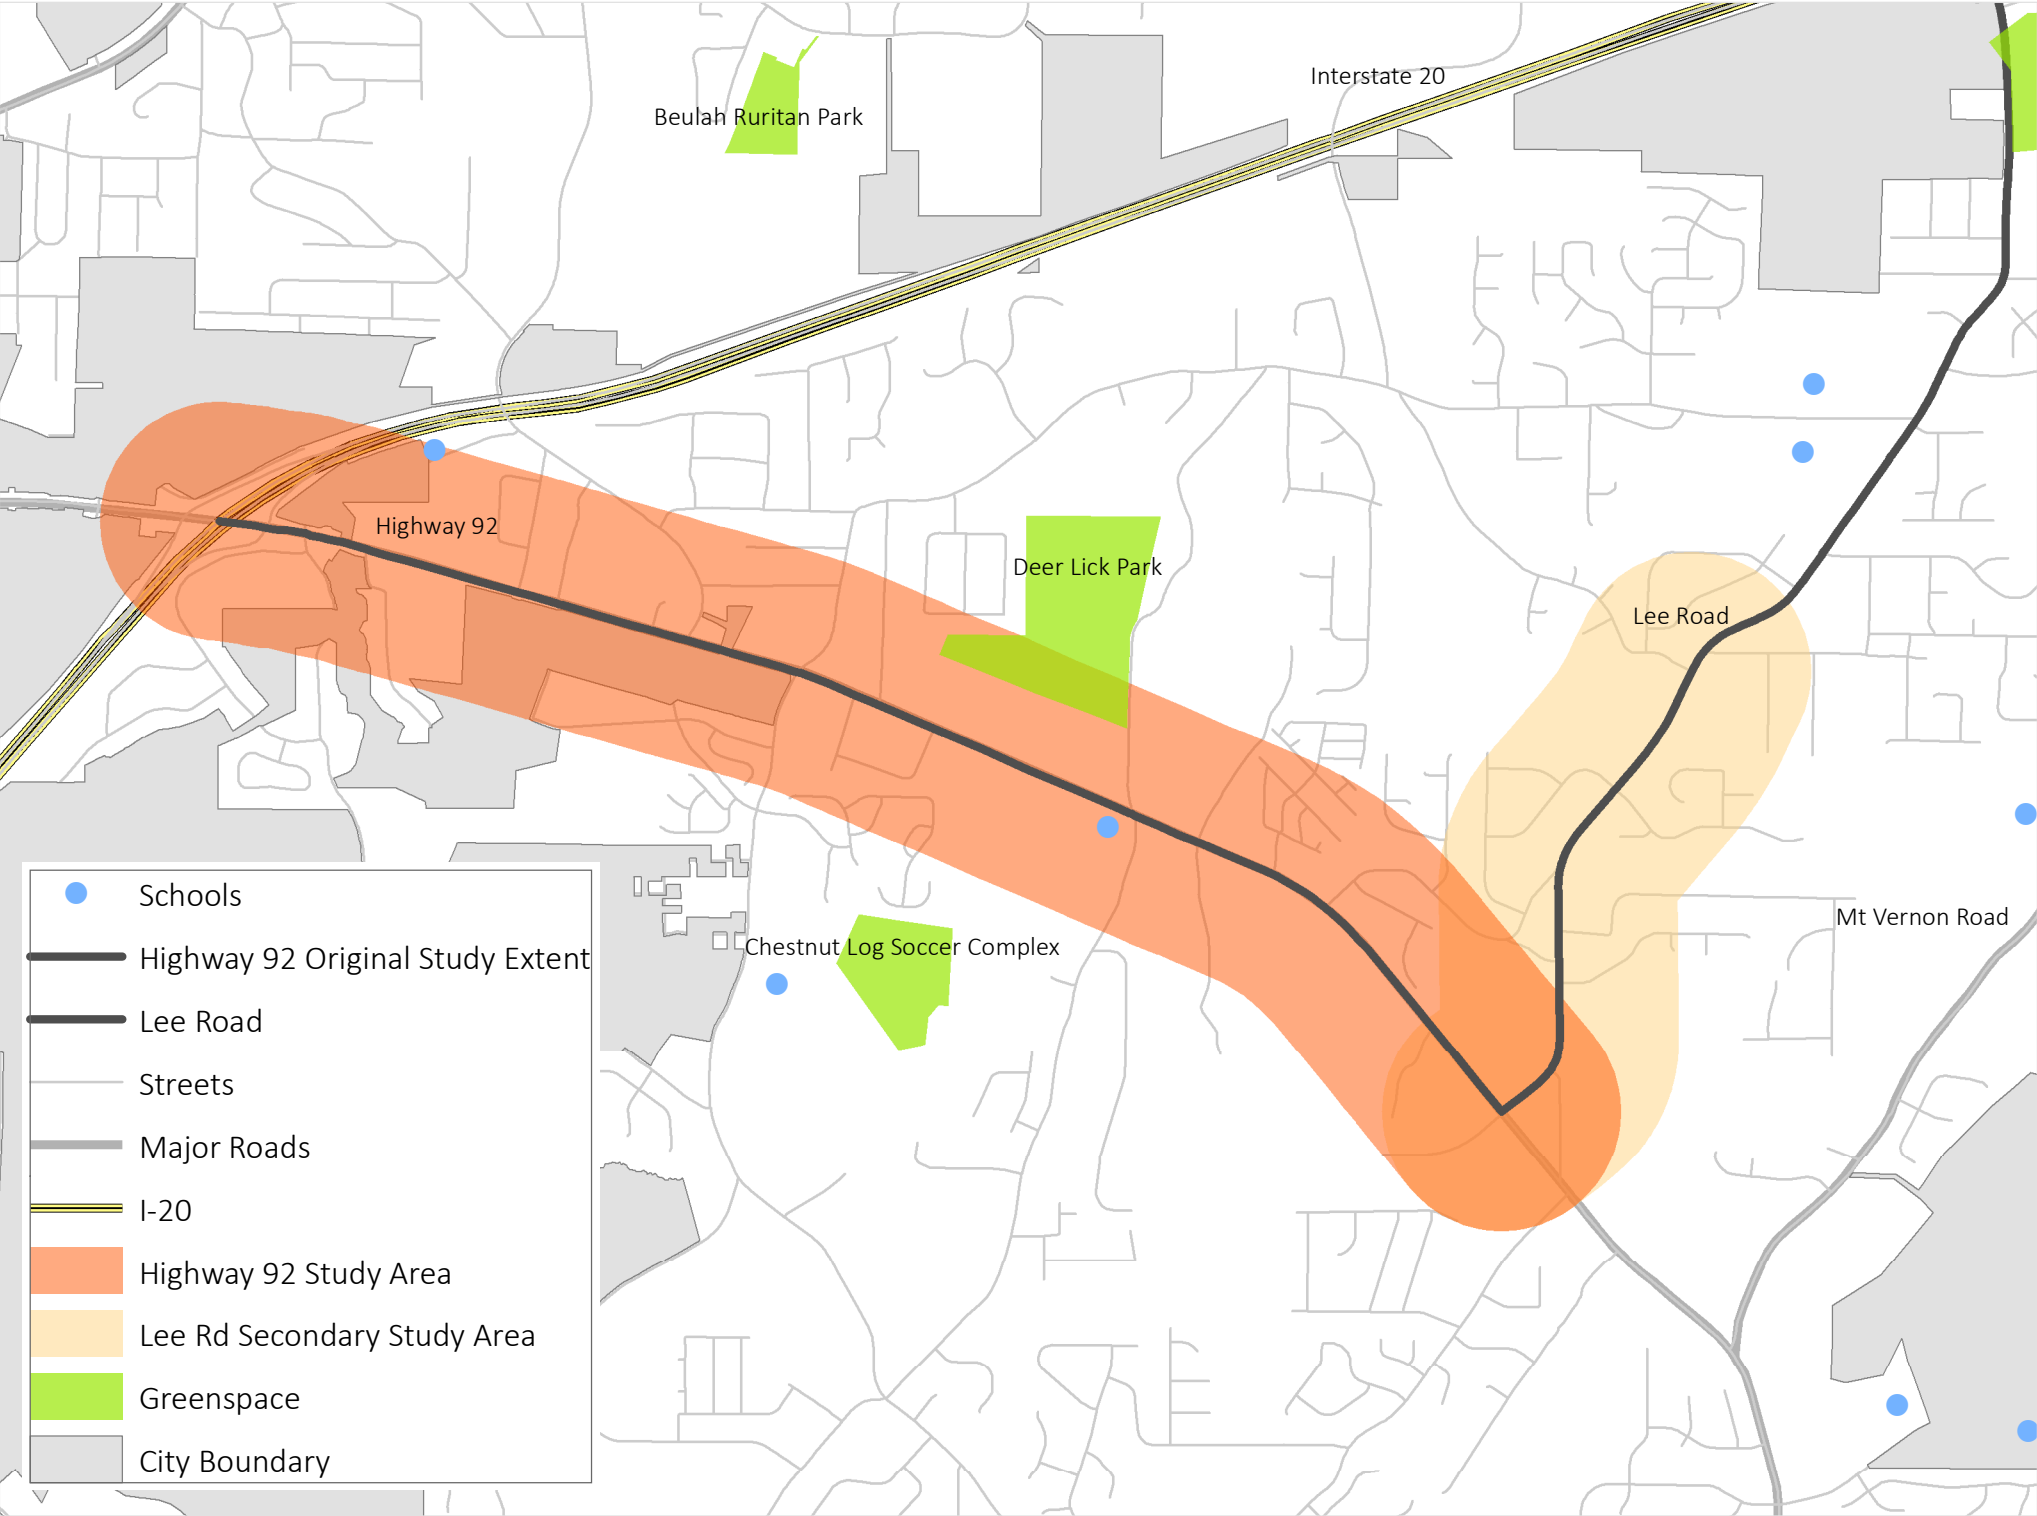 Interstate 20
Beulah Ruritan Park
Highway 92
Deer Lick Park
Lee Road
Mt Vernon Road
Chestnut Log Soccer Complex
Schools
Highway 92 Original Study Extent
Lee Road
Streets
Major Roads
I-20
Highway 92 Study Area
Lee Rd Secondary Study Area
Greenspace
City Boundary